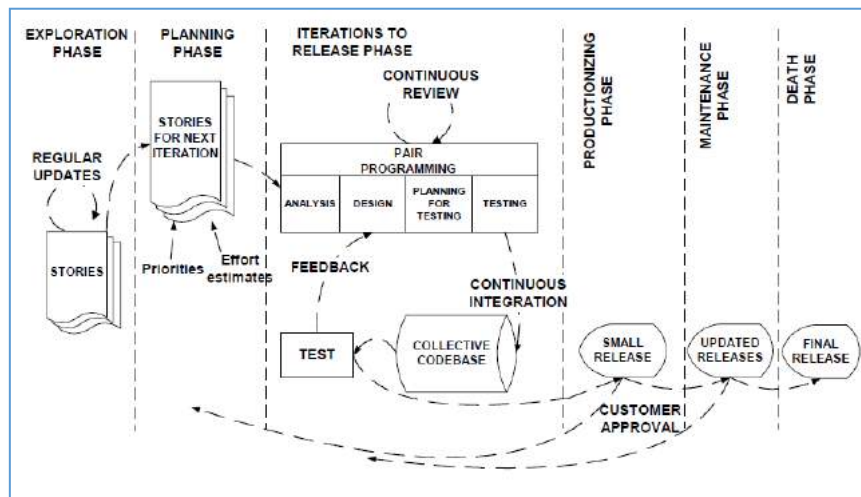 EXPLORATION
PHASE
PLANNING
PHASE
ITERATIONS TO
RELEASE PHASE
PRODUCTIONIZING
PHASE
MAINTENANCE
PHASE
DEATH
PHASE
REGULAR
UPDATES
STORIES
STORIES
FOR NEXT
ITERATION
Priorities
Effort
estimates
CONTINUOUS
REVIEW
PAIR
PROGRAMMING
ANALYSIS
DESIGN
PLANNING
FOR
TESTING
TESTING
FEEDBACK
CONTINUOUS
INTEGRATION
TEST
COLLECTIVE
CODEBASE
SMALL
RELEASE
UPDATED
RELEASES
FINAL
RELEASE
CUSTOMER
APPROVAL